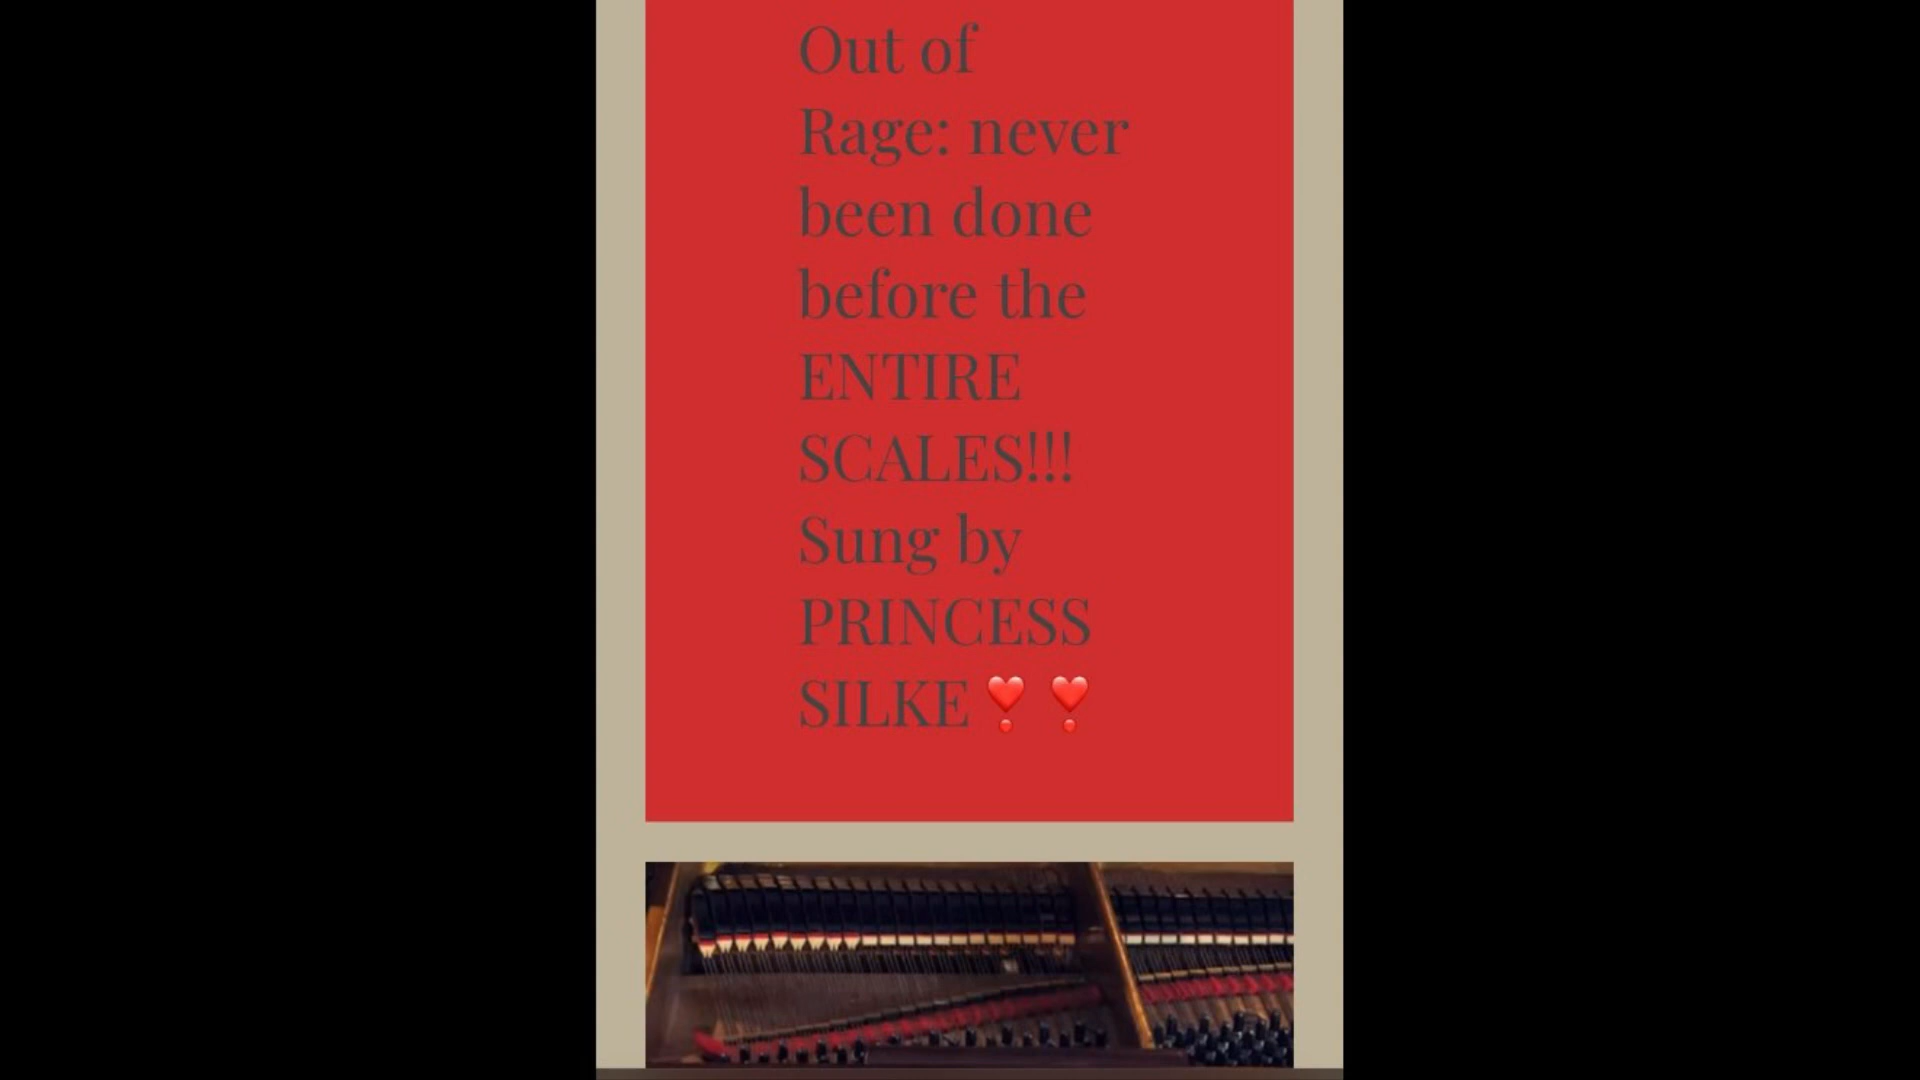 Out of
Rage: never
been done
before the
ENTIRE
SCALES!!!
Sung by
PRINCESS
SILKE❣️❣️